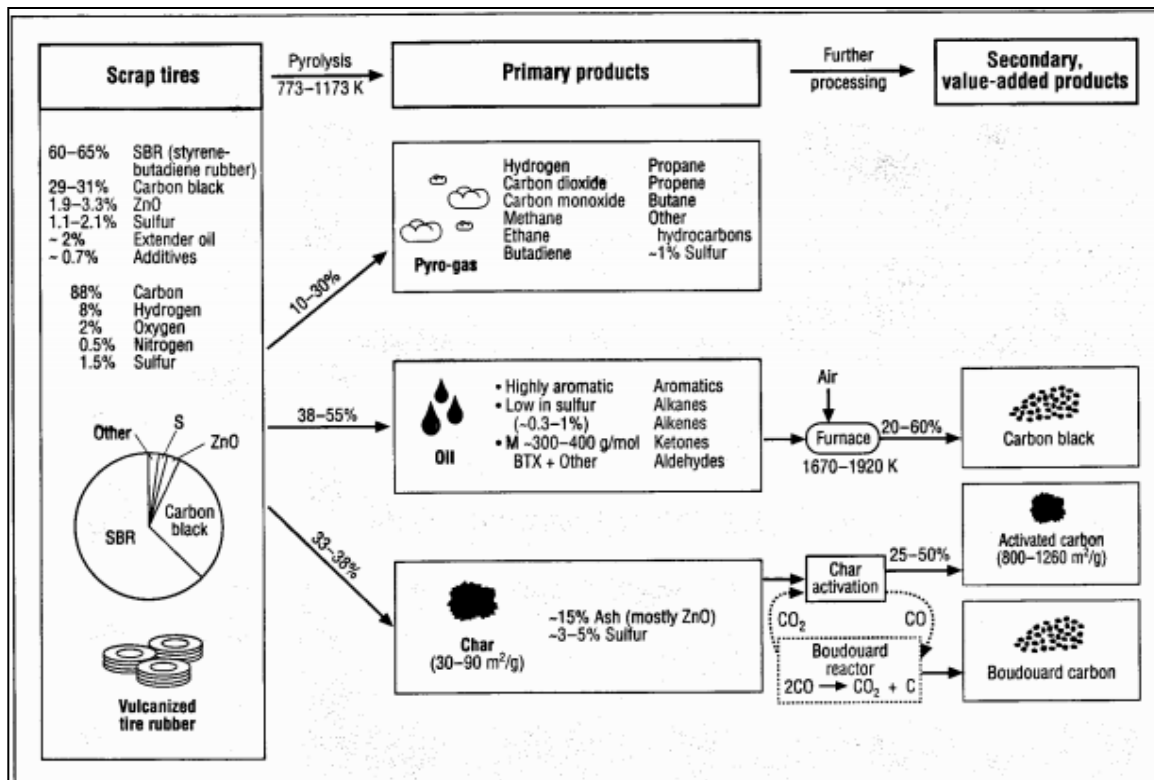 Scrap tires
Pyrolysis
773–1173 K
Primary products
Further
processing
Secondary,
value-added products
60–65% SBR (styrene-
butadiene rubber)
29–31% Carbon black
1.9–3.3% ZnO
1.1–2.1% Sulfur
~ 2% Extender oil
~ 0.7% Additives
88% Carbon
8% Hydrogen
2% Oxygen
0.5% Nitrogen
1.5% Sulfur
Other
S
ZnO
SBR
Carbon
black
Vulcanized
tire rubber
10–30%
Hydrogen Propane
Carbon dioxide Propene
Carbon monoxide Butane
Methane Other
Ethane hydrocarbons
Butadiene ~1% Sulfur
Pyro-gas
38–55%
• Highly aromatic Aromatics
• Low in sulfur Alkanes
(~0.3–1%) Alkenes
• M ~300–400 g/mol Ketones
BTX + Other Aldehydes
Oil
Air
Furnace
1670–1920 K
20–60%
Carbon black
33–38%
~15% Ash (mostly ZnO)
~3–5% Sulfur
Char
(30–90 m²/g)
Char
activation
25–50%
Activated carbon
(800–1260 m²/g)
CO₂
CO
Boudouard
reactor
2CO → CO₂ + C
Boudouard carbon